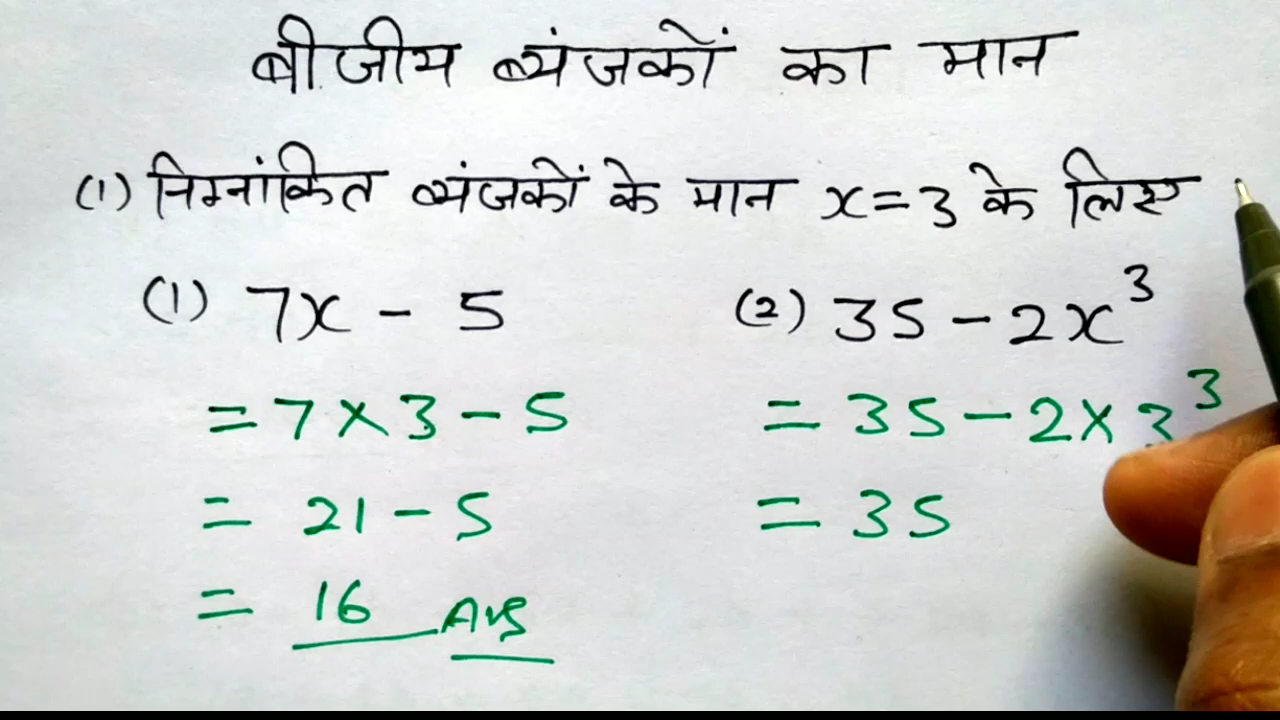 बीजीय व्यंजकों का मान
(1) निम्नांकित व्यंजकों के मान x=3 के लिए
(1) 7x - 5
(2) 35 - 2x³
= 7×3 - 5
= 35 - 2×3³
= 21 - 5
= 35
= 16 Ans